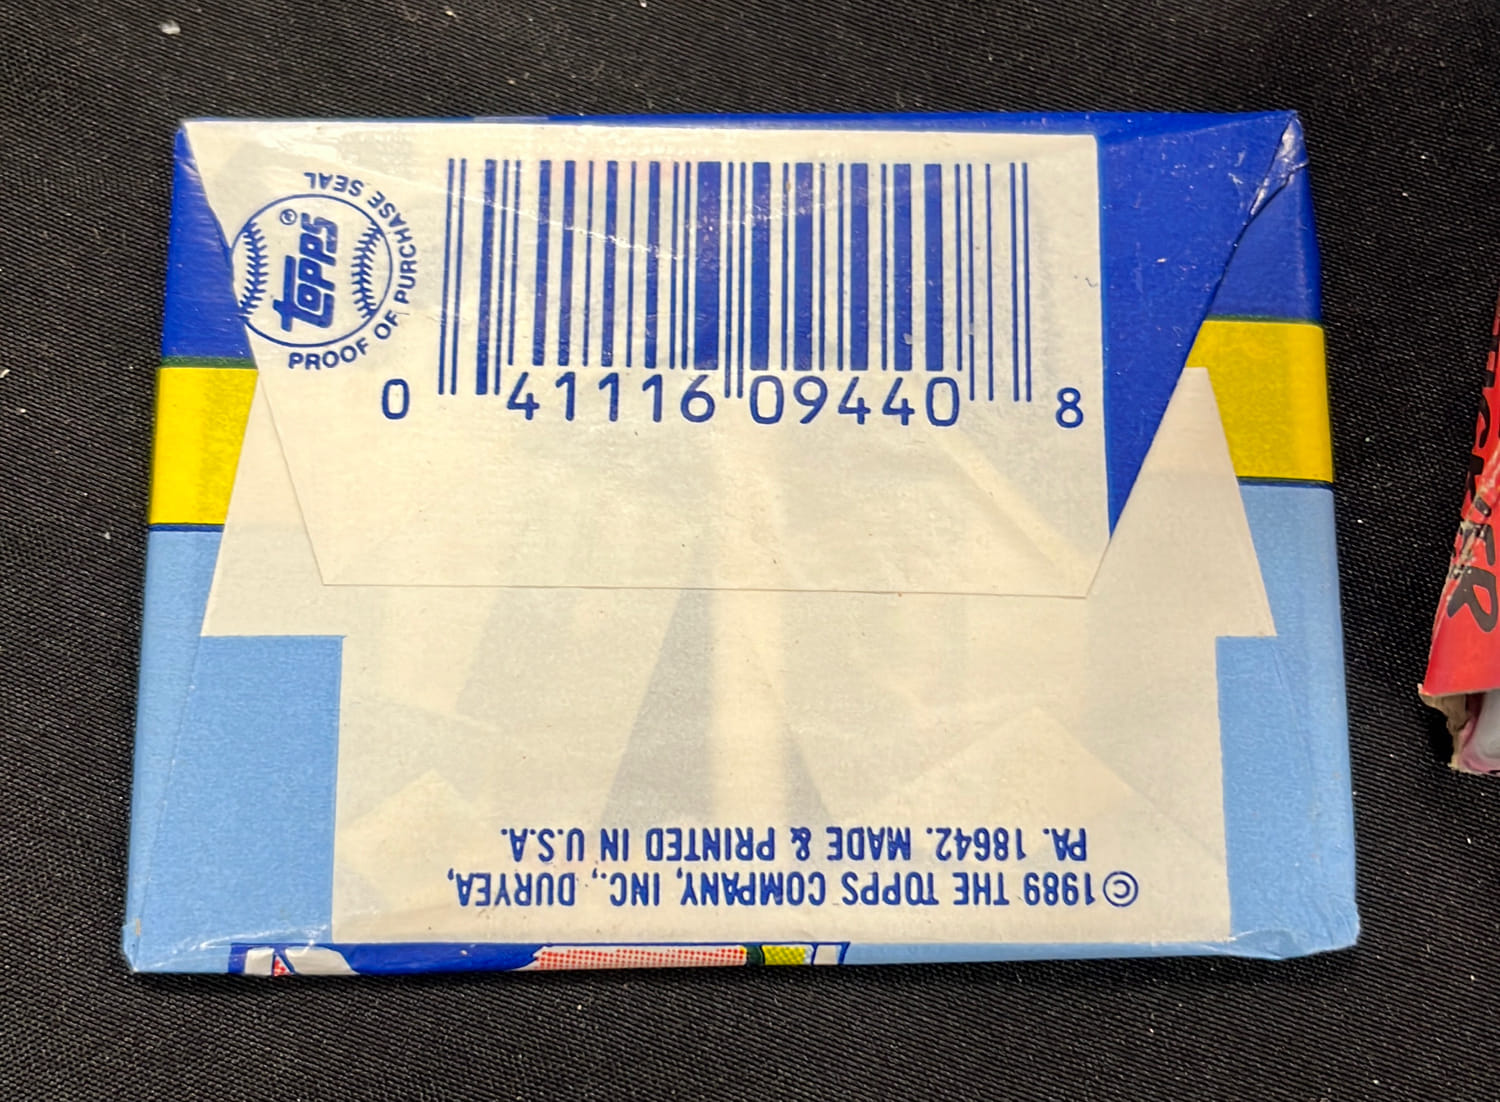 PROOF OF PURCHASE SEAL
TOPPS®
0 41116 09440 8
©1989 THE TOPPS COMPANY, INC., DURYEA,
PA. 18642. MADE & PRINTED IN U.S.A.